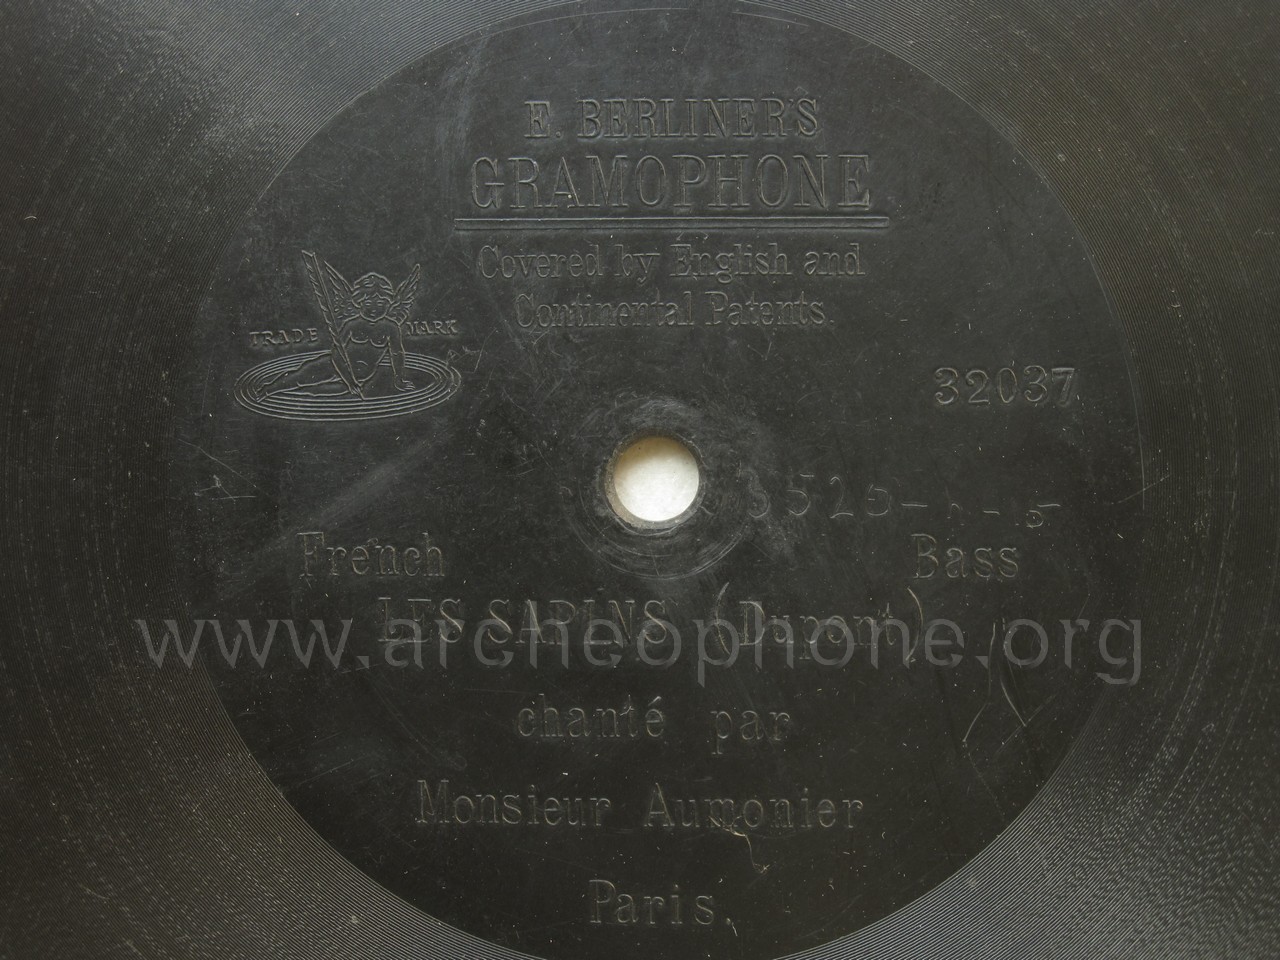 E. BERLINER'S
GRAMOPHONE
Covered by English and
Continental Patents.
TRADE MARK
32037
French Bass
LES SAPINS (Dupont)
www.archeophone.org
chanté par
Monsieur Aumonier
Paris.